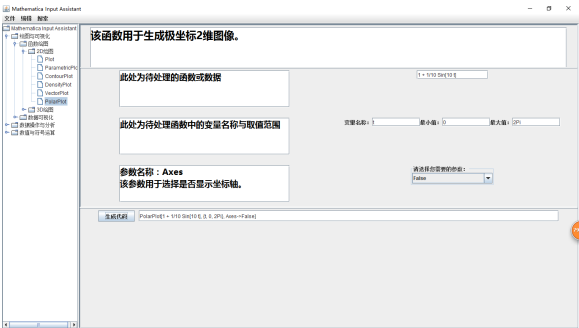 Mathematica Input Assistant
文件 编辑 帮助
Mathematica Input Assistant
绘图与可视化
函数绘图
2D绘图
Plot
ParametricPlo
ContourPlot
DensityPlot
VectorPlot
PolarPlot
3D绘图
数据可视化
数据操作与分析
数值与符号运算
该函数用于生成极坐标2维图像。
此处为待处理的函数或数据
1 + 1/10 Sin[10 t]
此处为待处理函数中的变量名称与取值范围
变量名称: t 最小值: 0 最大值: 2Pi
参数名称：Axes
该参数用于选择是否显示坐标轴。
请选择您需要的参数:
False
生成代码 PolarPlot[1 + 1/10 Sin[10 t], {t, 0, 2Pi}, Axes->False]